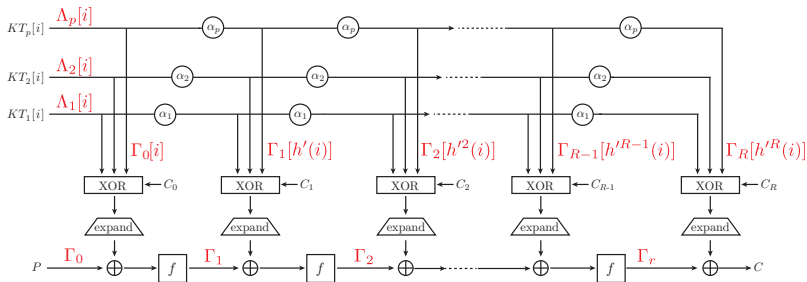 Λ_p[i]
KT_p[i] α_p α_p α_p
Λ_2[i]
KT_2[i] α_2 α_2 α_2
Λ_1[i]
KT_1[i] α_1 α_1 α_1
Γ_0[i] Γ_1[h'(i)] Γ_2[h'^2(i)] Γ_{R-1}[h'^{R-1}(i)] Γ_R[h'^R(i)]
XOR C_0 XOR C_1 XOR C_2 XOR C_{R-1} XOR C_R
expand expand expand expand expand
Γ_0 Γ_1 Γ_2 Γ_r
P f f f C